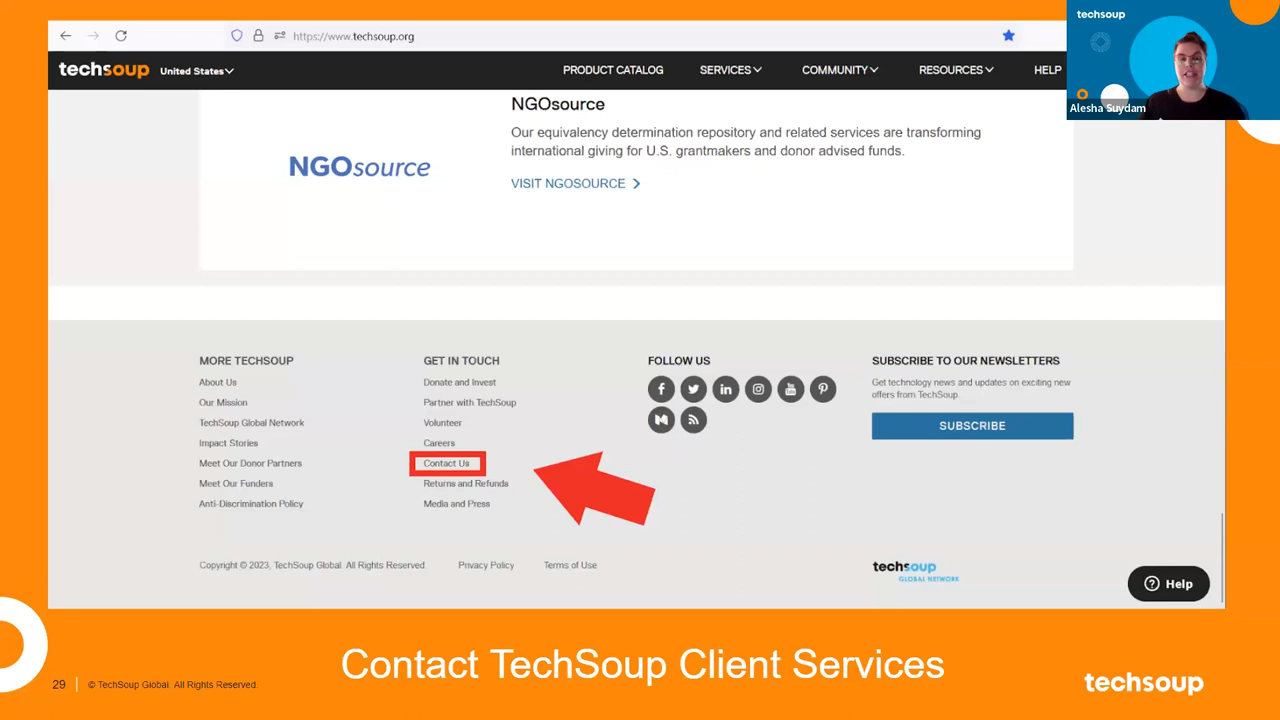 https://www.techsoup.org
techsoup
United States
PRODUCT CATALOG
SERVICES
COMMUNITY
RESOURCES
HELP
techsoup
Alesha Suydam
NGOsource
NGOsource
Our equivalency determination repository and related services are transforming
international giving for U.S. grantmakers and donor advised funds.
VISIT NGOSOURCE
MORE TECHSOUP
About Us
Our Mission
TechSoup Global Network
Impact Stories
Meet Our Donor Partners
Meet Our Funders
Anti-Discrimination Policy
GET IN TOUCH
Donate and Invest
Partner with TechSoup
Volunteer
Careers
Contact Us
Returns and Refunds
Media and Press
FOLLOW US
You
Tube
SUBSCRIBE TO OUR NEWSLETTERS
Get technology news and updates on exciting new
offers from TechSoup.
SUBSCRIBE
Copyright © 2023, TechSoup Global. All Rights Reserved.
Privacy Policy
Terms of Use
techsoup
GLOBAL NETWORK
Help
Contact TechSoup Client Services
29
© TechSoup Global. All Rights Reserved.
techsoup